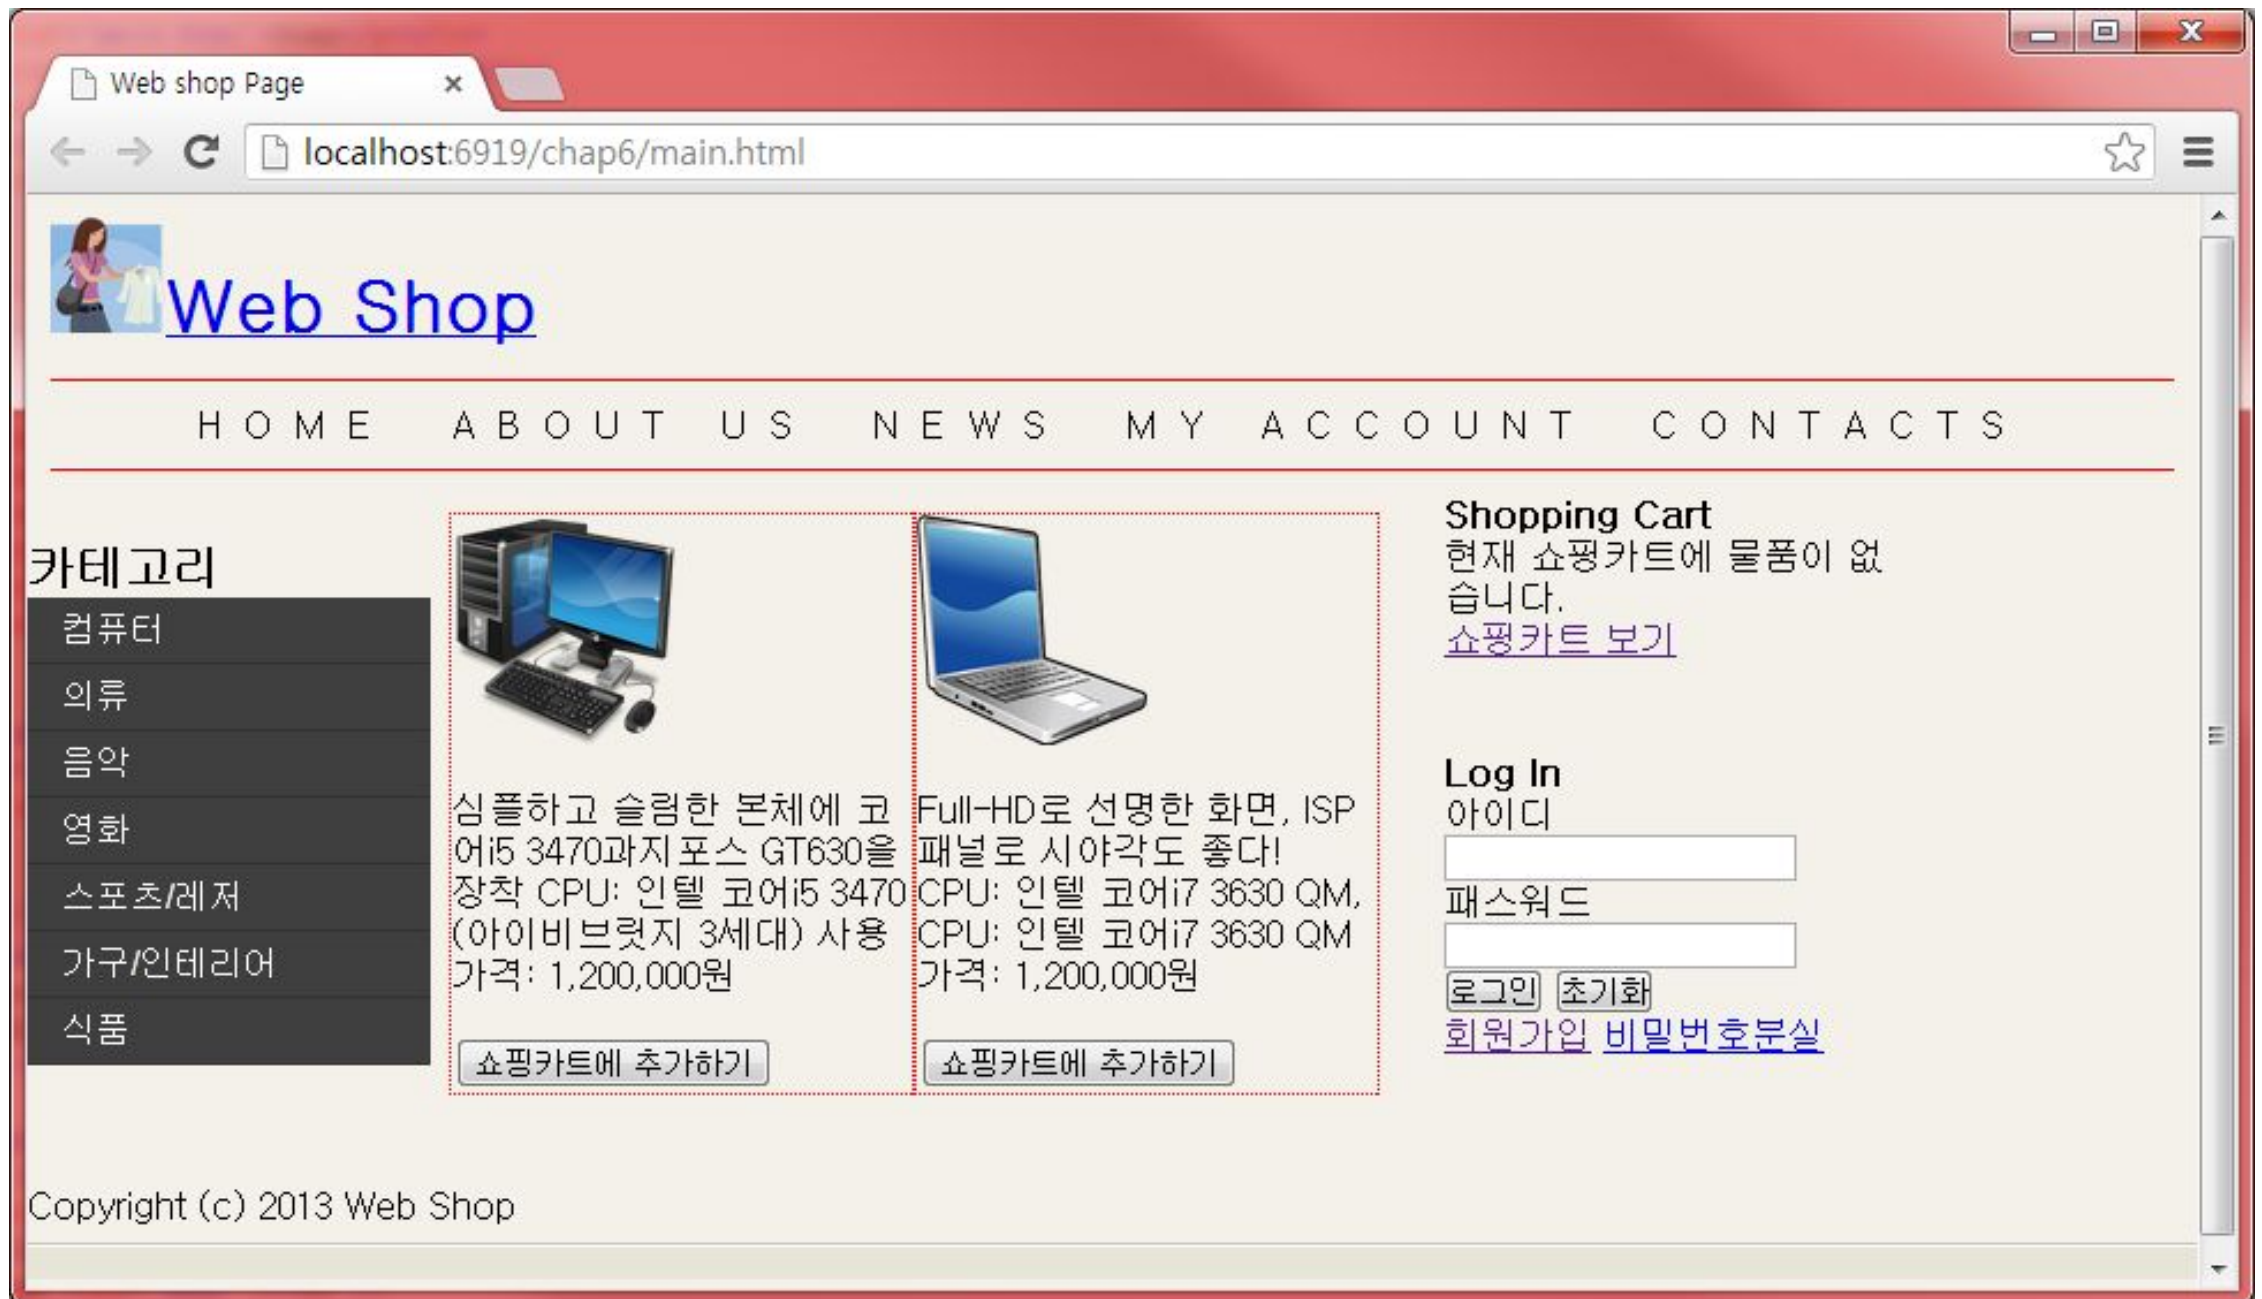 Web shop Page
localhost:6919/chap6/main.html
Web Shop
HOME ABOUT US NEWS MY ACCOUNT CONTACTS
카테고리
컴퓨터
의류
음악
영화
스포츠/레저
가구/인테리어
식품
심플하고 슬림한 본체에 코
어i5 3470과지포스 GT630을
장착 CPU: 인텔 코어i5 3470
(아이비브릿지 3세대) 사용
가격: 1,200,000원
쇼핑카트에 추가하기
Full-HD로 선명한 화면, ISP
패널로 시야각도 좋다!
CPU: 인텔 코어i7 3630 QM,
CPU: 인텔 코어i7 3630 QM
가격: 1,200,000원
쇼핑카트에 추가하기
Shopping Cart
현재 쇼핑카트에 물품이 없
습니다.
쇼핑카트 보기
Log In
아이디
패스워드
로그인 초기화
회원가입 비밀번호분실
Copyright (c) 2013 Web Shop